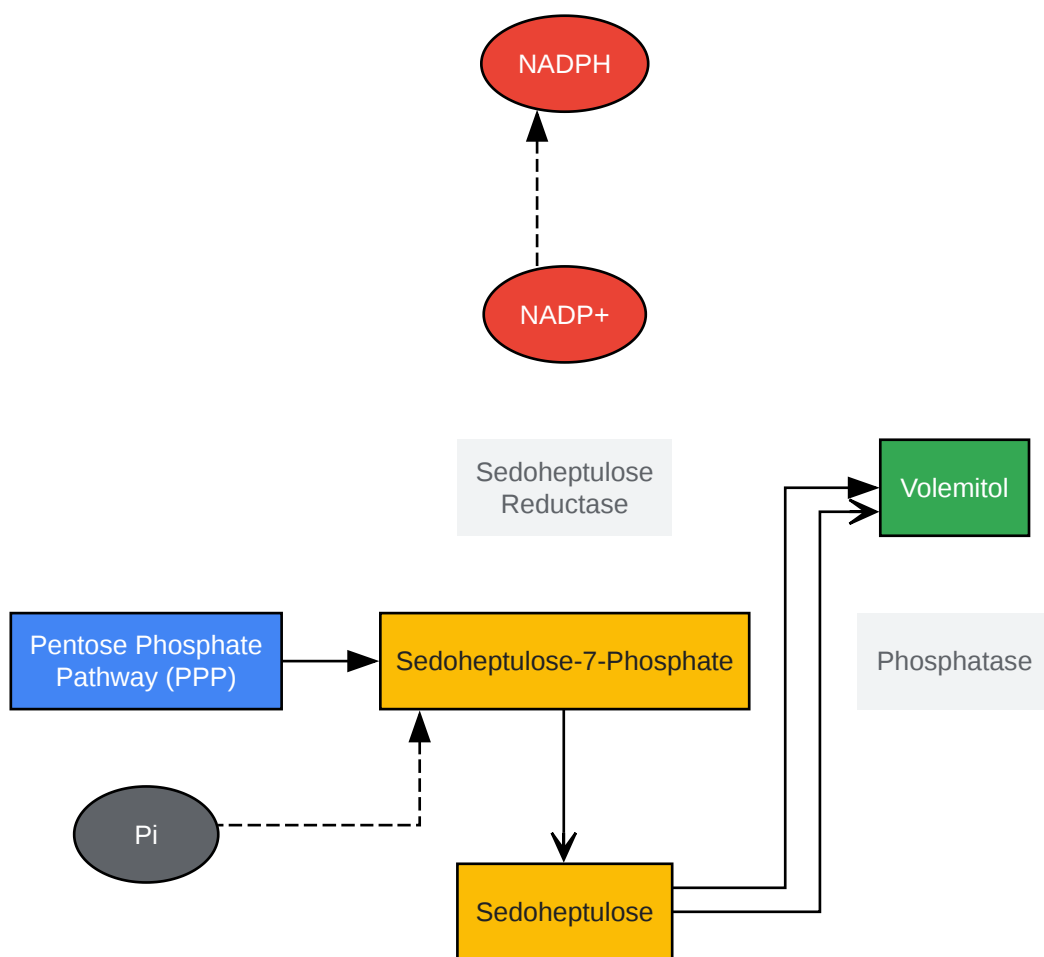 NADPH
NADP+
Sedoheptulose
Reductase
Volemitol
Pentose Phosphate
Pathway (PPP)
Sedoheptulose-7-Phosphate
Phosphatase
Pi
Sedoheptulose